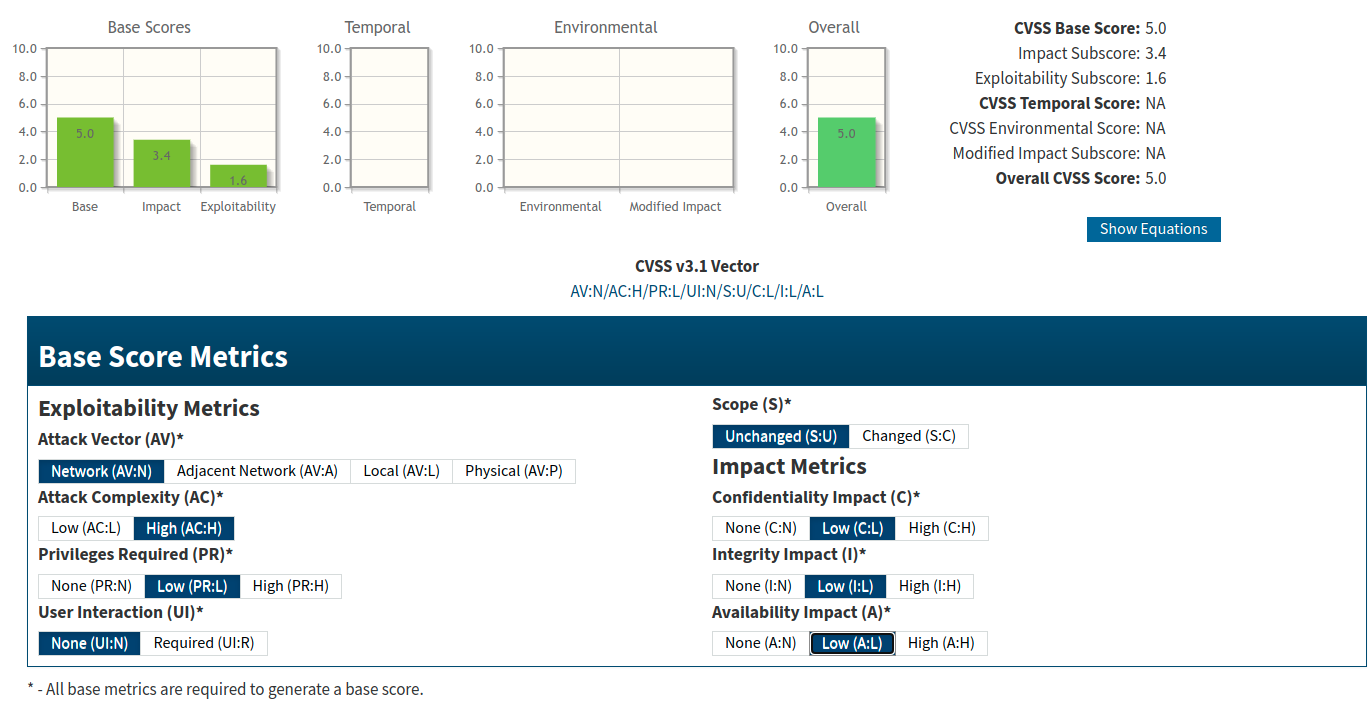 Base Scores
10.0
8.0
6.0
4.0
2.0
0.0
5.0
3.4
1.6
Base Impact Exploitability
Temporal
10.0
8.0
6.0
4.0
2.0
0.0
Temporal
Environmental
10.0
8.0
6.0
4.0
2.0
0.0
Environmental Modified Impact
Overall
10.0
8.0
6.0
4.0
2.0
0.0
5.0
Overall
CVSS Base Score: 5.0
Impact Subscore: 3.4
Exploitability Subscore: 1.6
CVSS Temporal Score: NA
CVSS Environmental Score: NA
Modified Impact Subscore: NA
Overall CVSS Score: 5.0
Show Equations
CVSS v3.1 Vector
AV:N/AC:H/PR:L/UI:N/S:U/C:L/I:L/A:L
Base Score Metrics
Exploitability Metrics
Attack Vector (AV)*
Network (AV:N) Adjacent Network (AV:A) Local (AV:L) Physical (AV:P)
Attack Complexity (AC)*
Low (AC:L) High (AC:H)
Privileges Required (PR)*
None (PR:N) Low (PR:L) High (PR:H)
User Interaction (UI)*
None (UI:N) Required (UI:R)
Scope (S)*
Unchanged (S:U) Changed (S:C)
Impact Metrics
Confidentiality Impact (C)*
None (C:N) Low (C:L) High (C:H)
Integrity Impact (I)*
None (I:N) Low (I:L) High (I:H)
Availability Impact (A)*
None (A:N) Low (A:L) High (A:H)
* - All base metrics are required to generate a base score.